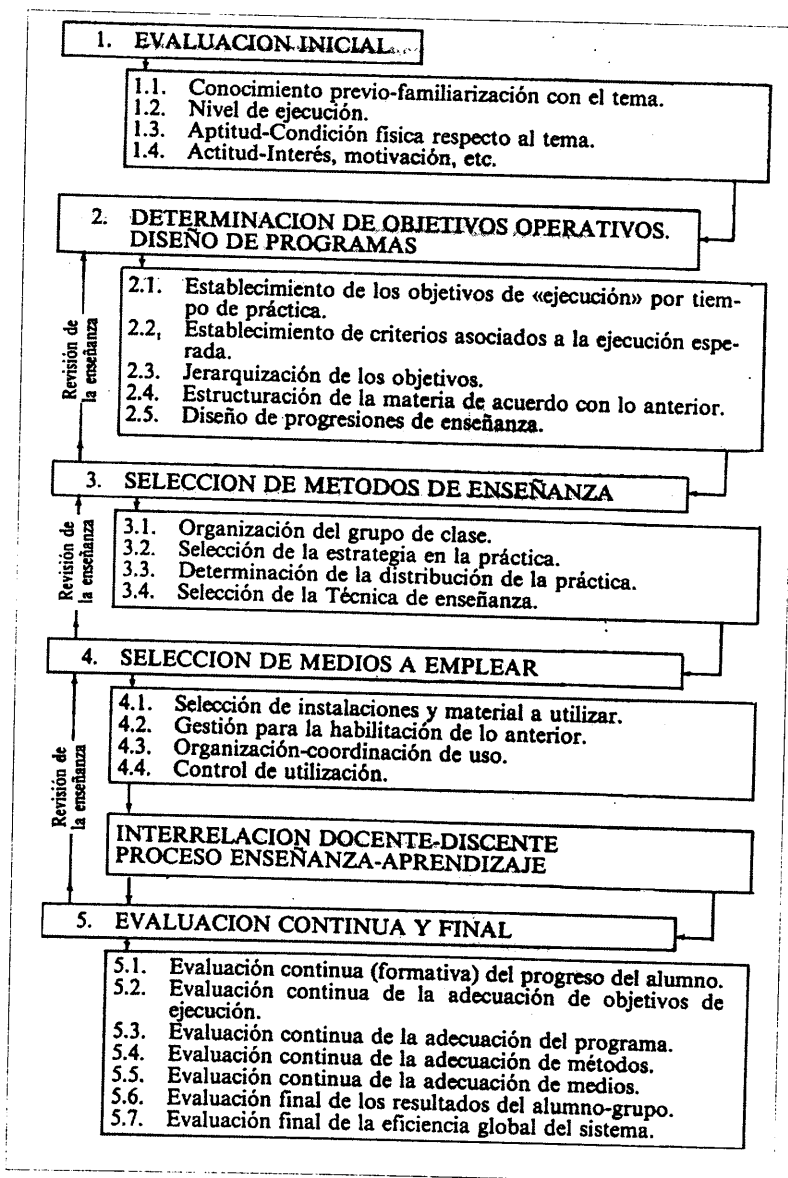 1. EVALUACION INICIAL
1.1. Conocimiento previo-familiarización con el tema.
1.2. Nivel de ejecución.
1.3. Aptitud-Condición física respecto al tema.
1.4. Actitud-Interés, motivación, etc.
2. DETERMINACION DE OBJETIVOS OPERATIVOS.
DISEÑO DE PROGRAMAS
2.1. Establecimiento de los objetivos de «ejecución» por tiem-
po de práctica.
2.2, Establecimiento de criterios asociados a la ejecución espe-
rada.
2.3. Jerarquización de los objetivos.
2.4. Estructuración de la materia de acuerdo con lo anterior.
2.5. Diseño de progresiones de enseñanza.
Revisión de
la enseñanza
3. SELECCION DE METODOS DE ENSEÑANZA
3.1. Organización del grupo de clase.
3.2. Selección de la estrategia en la práctica.
3.3. Determinación de la distribución de la práctica.
3.4. Selección de la Técnica de enseñanza.
Revisión de
la enseñanza
4. SELECCION DE MEDIOS A EMPLEAR
4.1. Selección de instalaciones y material a utilizar.
4.2. Gestión para la habilitación de lo anterior.
4.3. Organización-coordinación de uso.
4.4. Control de utilización.
Revisión de
la enseñanza
INTERRELACION DOCENTE-DISCENTE
PROCESO ENSEÑANZA-APRENDIZAJE
5. EVALUACION CONTINUA Y FINAL
5.1. Evaluación continua (formativa) del progreso del alumno.
5.2. Evaluación continua de la adecuación de objetivos de
ejecución.
5.3. Evaluación continua de la adecuación del programa.
5.4. Evaluación continua de la adecuación de métodos.
5.5. Evaluación continua de la adecuación de medios.
5.6. Evaluación final de los resultados del alumno-grupo.
5.7. Evaluación final de la eficiencia global del sistema.